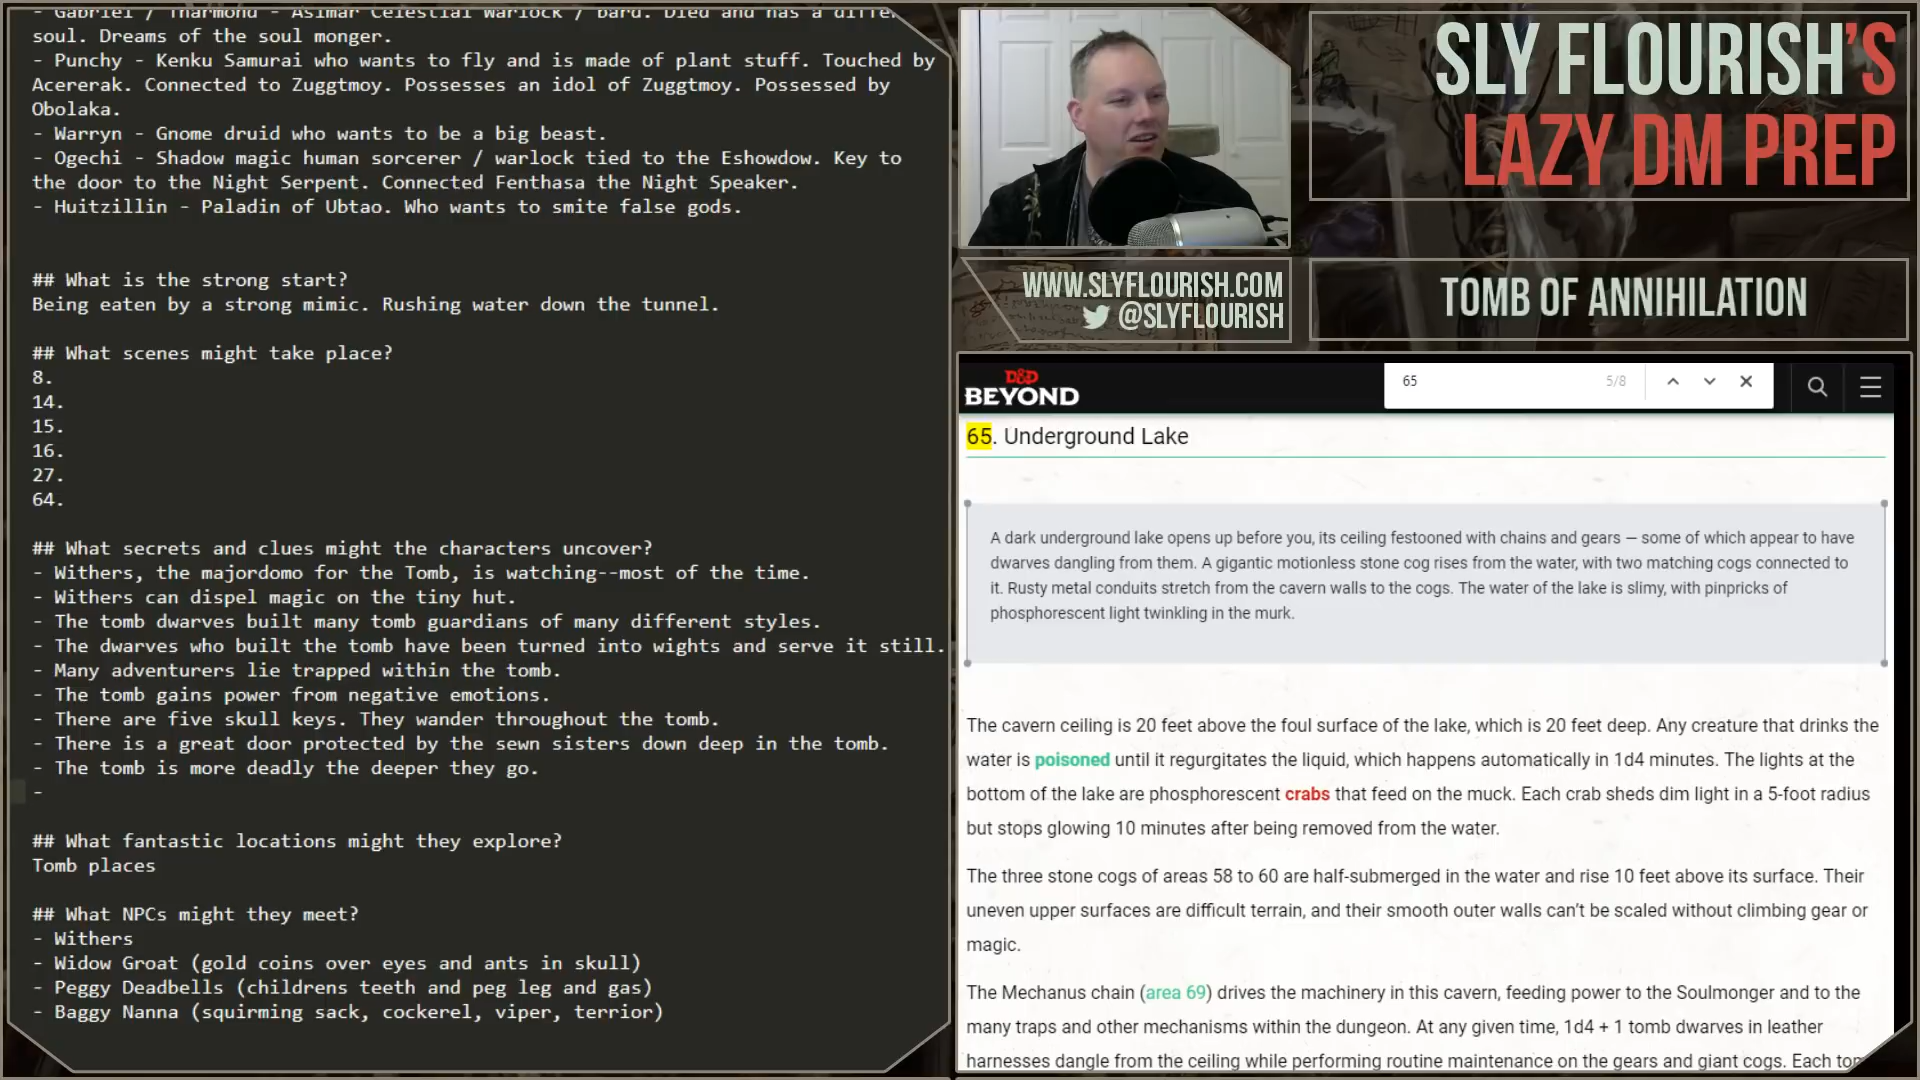 - Gabriel / Tharmond - Asimar Celestial Warlock / bard. Died and has a differ
soul. Dreams of the soul monger.
- Punchy - Kenku Samurai who wants to fly and is made of plant stuff. Touched by
Acererak. Connected to Zuggtmoy. Possesses an idol of Zuggtmoy. Possessed by
Obolaka.
- Warryn - Gnome druid who wants to be a big beast.
- Ogechi - Shadow magic human sorcerer / warlock tied to the Eshowdow. Key to
the door to the Night Serpent. Connected Fenthasa the Night Speaker.
- Huitzillin - Paladin of Ubtao. Who wants to smite false gods.
## What is the strong start?
Being eaten by a strong mimic. Rushing water down the tunnel.
## What scenes might take place?
8.
14.
15.
16.
27.
64.
## What secrets and clues might the characters uncover?
- Withers, the majordomo for the Tomb, is watching--most of the time.
- Withers can dispel magic on the tiny hut.
- The tomb dwarves built many tomb guardians of many different styles.
- The dwarves who built the tomb have been turned into wights and serve it still.
- Many adventurers lie trapped within the tomb.
- The tomb gains power from negative emotions.
- There are five skull keys. They wander throughout the tomb.
- There is a great door protected by the sewn sisters down deep in the tomb.
- The tomb is more deadly the deeper they go.
-
## What fantastic locations might they explore?
Tomb places
## What NPCs might they meet?
- Withers
- Widow Groat (gold coins over eyes and ants in skull)
- Peggy Deadbells (childrens teeth and peg leg and gas)
- Baggy Nanna (squirming sack, cockerel, viper, terrior)
SLY FLOURISH'S
LAZY DM PREP
WWW.SLYFLOURISH.COM
@SLYFLOURISH
TOMB OF ANNIHILATION
D&D
BEYOND
65 5/8
65. Underground Lake
A dark underground lake opens up before you, its ceiling festooned with chains and gears — some of which appear to have
dwarves dangling from them. A gigantic motionless stone cog rises from the water, with two matching cogs connected to
it. Rusty metal conduits stretch from the cavern walls to the cogs. The water of the lake is slimy, with pinpricks of
phosphorescent light twinkling in the murk.
The cavern ceiling is 20 feet above the foul surface of the lake, which is 20 feet deep. Any creature that drinks the
water is poisoned until it regurgitates the liquid, which happens automatically in 1d4 minutes. The lights at the
bottom of the lake are phosphorescent crabs that feed on the muck. Each crab sheds dim light in a 5-foot radius
but stops glowing 10 minutes after being removed from the water.
The three stone cogs of areas 58 to 60 are half-submerged in the water and rise 10 feet above its surface. Their
uneven upper surfaces are difficult terrain, and their smooth outer walls can't be scaled without climbing gear or
magic.
The Mechanus chain (area 69) drives the machinery in this cavern, feeding power to the Soulmonger and to the
many traps and other mechanisms within the dungeon. At any given time, 1d4 + 1 tomb dwarves in leather
harnesses dangle from the ceiling while performing routine maintenance on the gears and giant cogs. Each tom